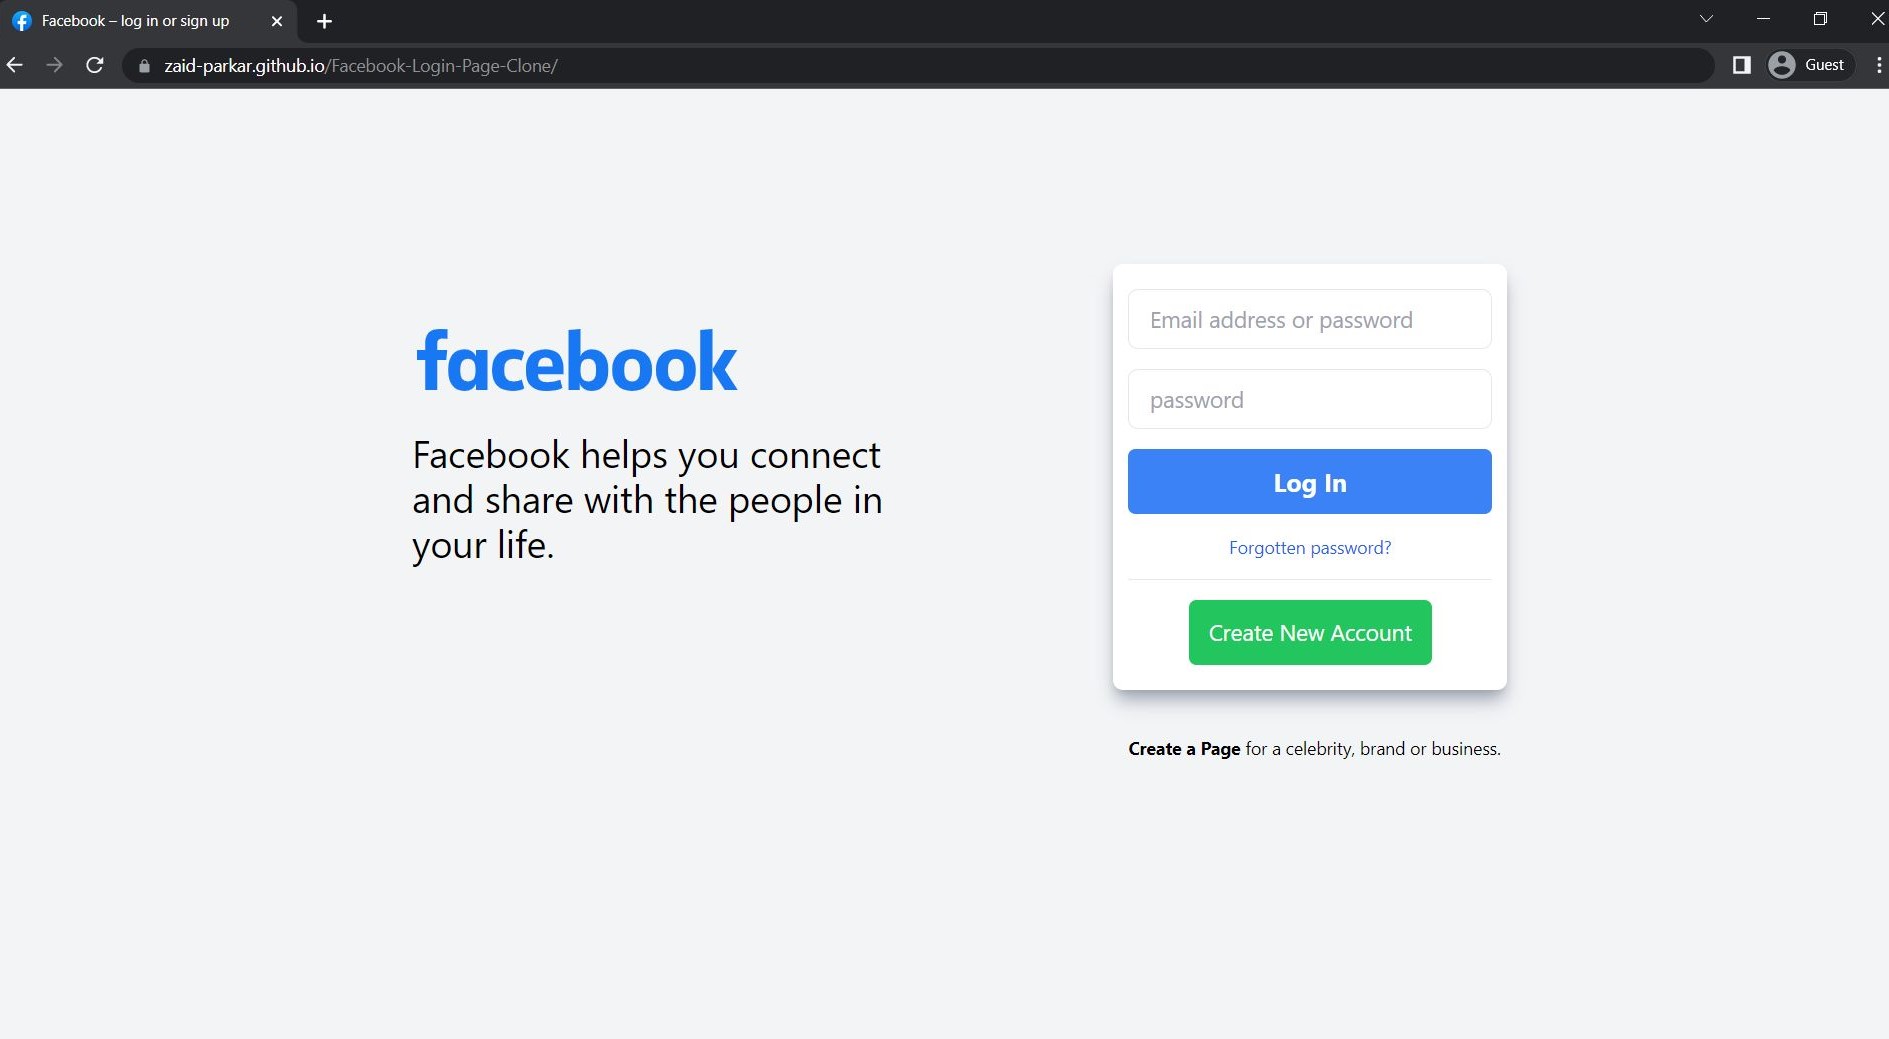 Facebook – log in or sign up
zaid-parkar.github.io/Facebook-Login-Page-Clone/
Guest
facebook
Facebook helps you connect
and share with the people in
your life.
Email address or password
password
Log In
Forgotten password?
Create New Account
Create a Page for a celebrity, brand or business.